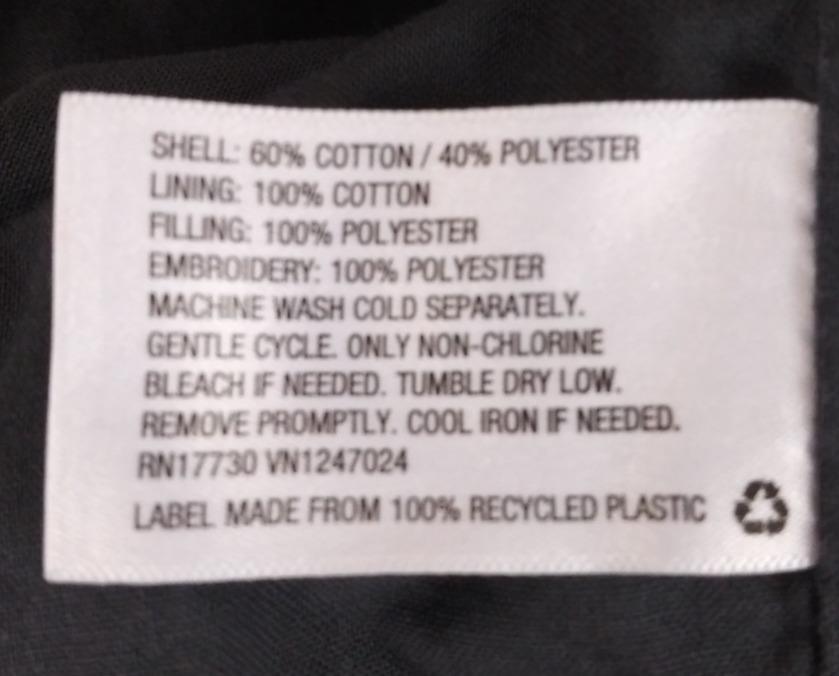 SHELL: 60% COTTON / 40% POLYESTER
LINING: 100% COTTON
FILLING: 100% POLYESTER
EMBROIDERY: 100% POLYESTER
MACHINE WASH COLD SEPARATELY.
GENTLE CYCLE. ONLY NON-CHLORINE
BLEACH IF NEEDED. TUMBLE DRY LOW.
REMOVE PROMPTLY. COOL IRON IF NEEDED.
RN17730 VN1247024
LABEL MADE FROM 100% RECYCLED PLASTIC